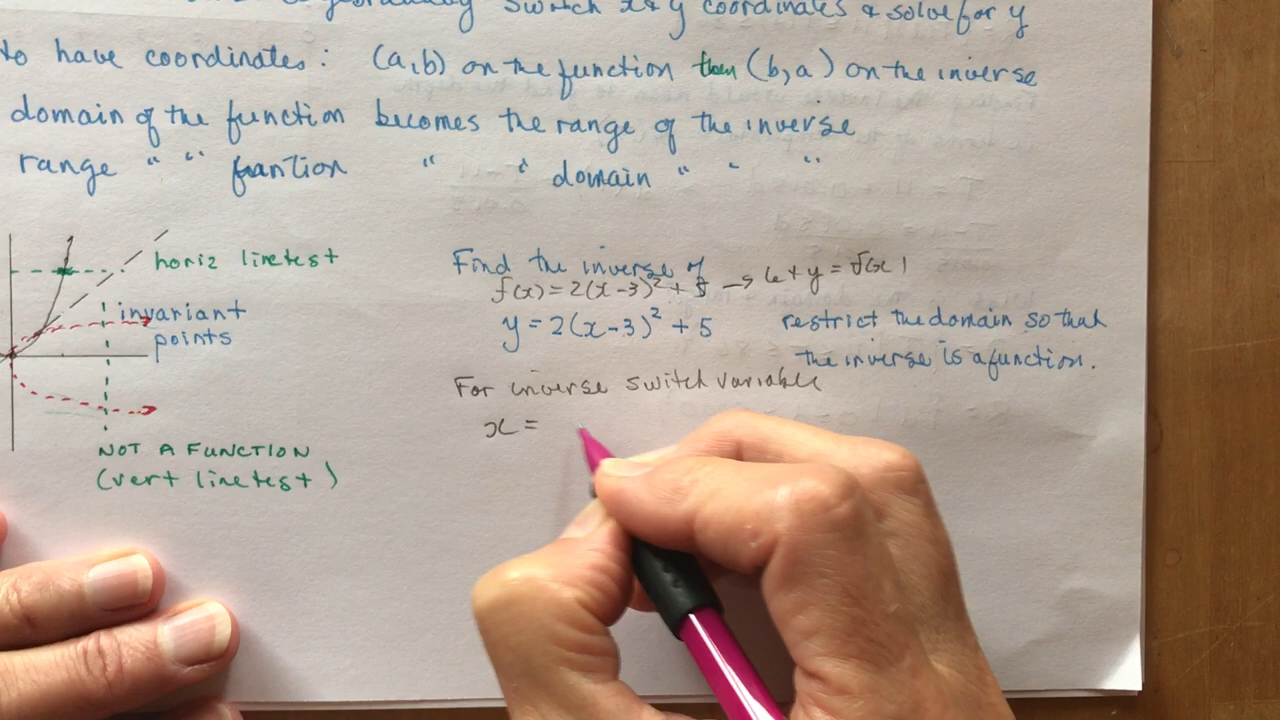 switch x & y coordinates & solve for y
to have coordinates: (a,b) on the function then (b,a) on the inverse
domain of the function becomes the range of the inverse
range " " function " " domain " " "
horiz line test
invariant
points
NOT A FUNCTION
(vert line test)
Find the inverse of
f(x) = 2(x-3)² + 5 → let y = f(x)
y = 2(x-3)² + 5
restrict the domain so that
the inverse is a function.
For inverse switch variable
x =